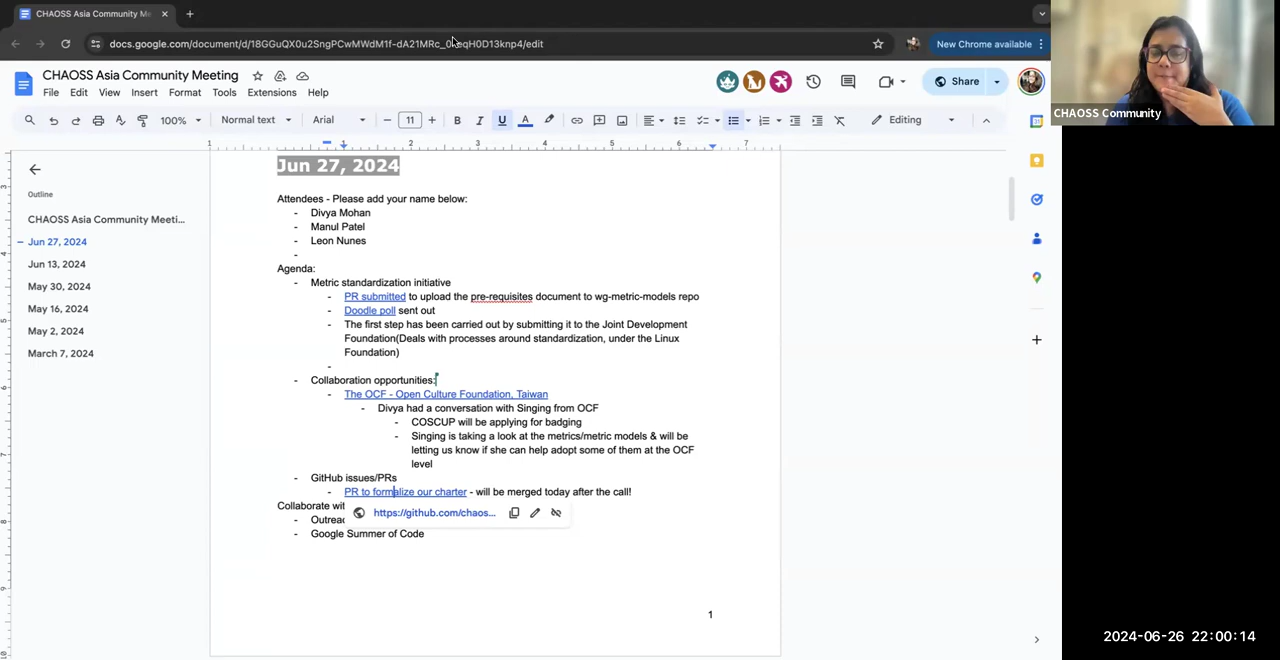 CHAOSS Asia Community Me
docs.google.com/document/d/18GGuQX0u2SngPCwMWdM1f-dA21MRc_
New Chrome available
CHAOSS Asia Community Meeting
File Edit View Insert Format Tools Extensions Help
Share
100% Normal text Arial 11 Editing
1 1 2 3 4 5 6 7
Jun 27, 2024
Outline
CHAOSS Asia Community Meeti...
Jun 27, 2024
Jun 13, 2024
May 30, 2024
May 16, 2024
May 2, 2024
March 7, 2024
Attendees - Please add your name below:
- Divya Mohan
- Manul Patel
- Leon Nunes
-
Agenda:
- Metric standardization initiative
- PR submitted to upload the pre-requisites document to wg-metric-models repo
- Doodle poll sent out
- The first step has been carried out by submitting it to the Joint Development
Foundation(Deals with processes around standardization, under the Linux
Foundation)
-
- Collaboration opportunities:
- The OCF - Open Culture Foundation, Taiwan
- Divya had a conversation with Singing from OCF
- COSCUP will be applying for badging
- Singing is taking a look at the metrics/metric models & will be
letting us know if she can help adopt some of them at the OCF
level
- GitHub issues/PRs
- PR to formalize our charter - will be merged today after the call!
Collaborate wit
https://github.com/chaos...
- Outreac
- Google Summer of Code
1
CHAOSS Community
2024-06-26 22:00:14